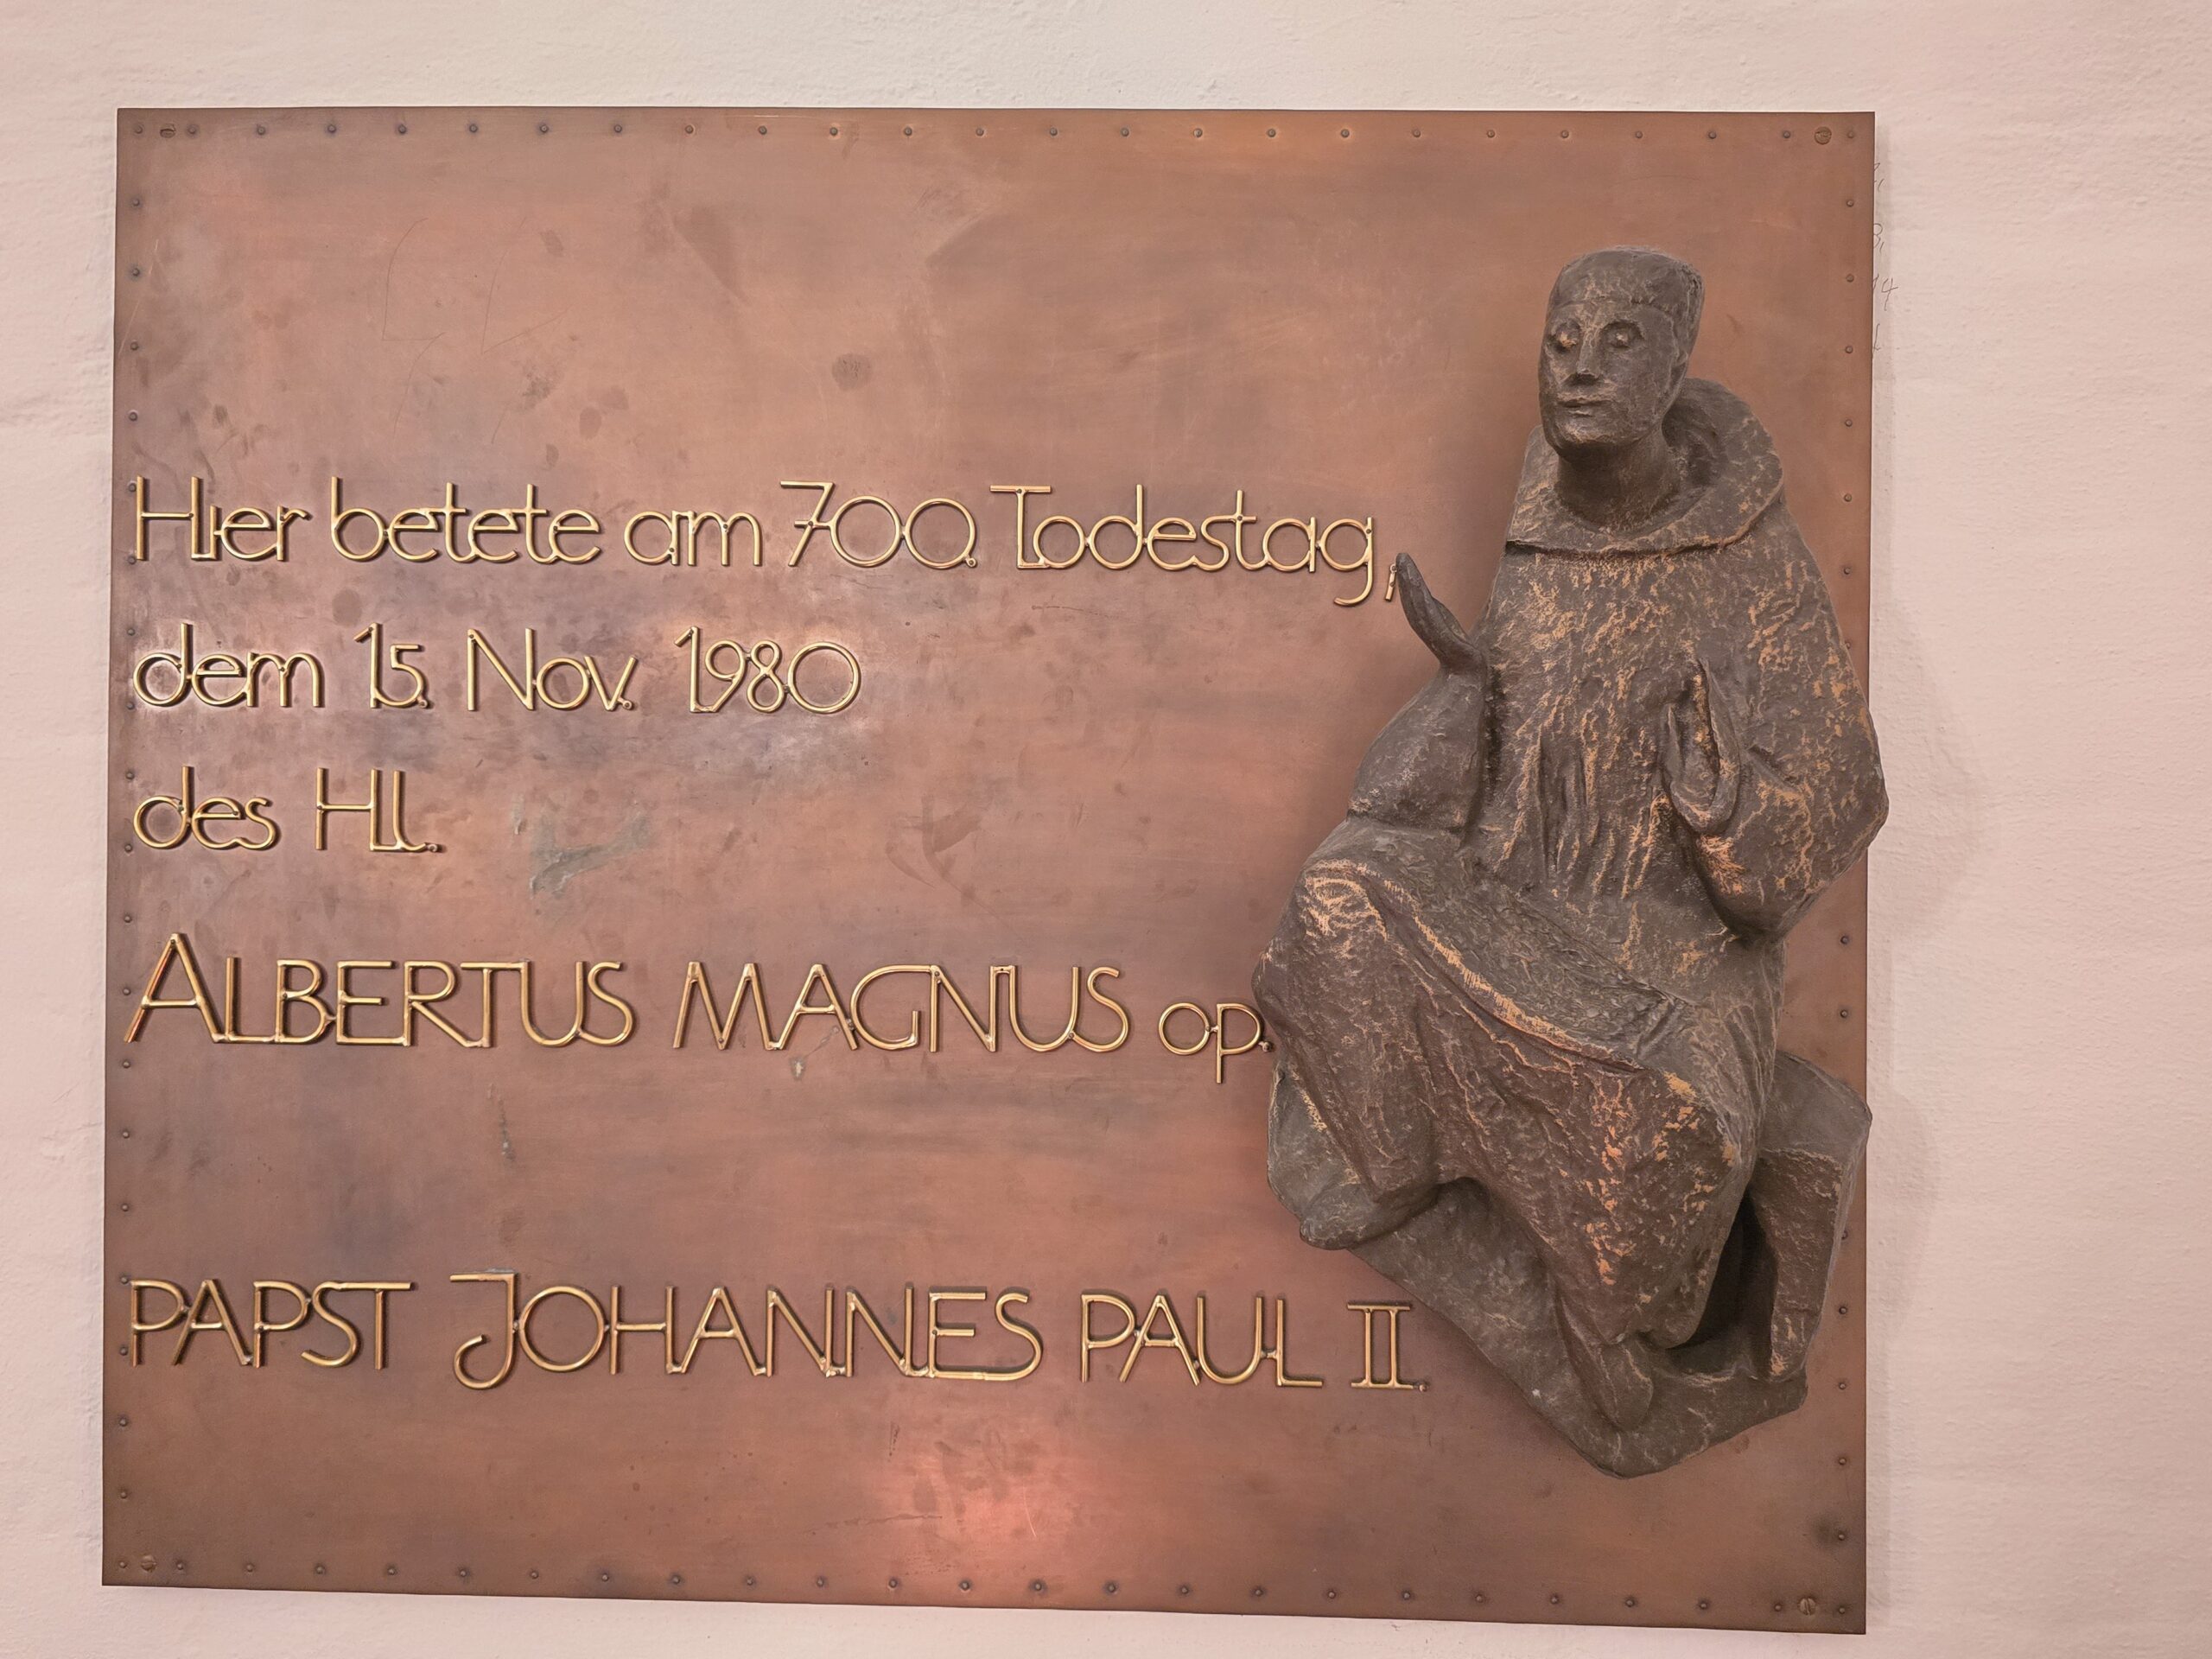 Hier betete am 700. Todestag,
dem 15. Nov. 1980
des Hl.
ALBERTUS MAGNUS op.
PAPST JOHANNES PAUL II.